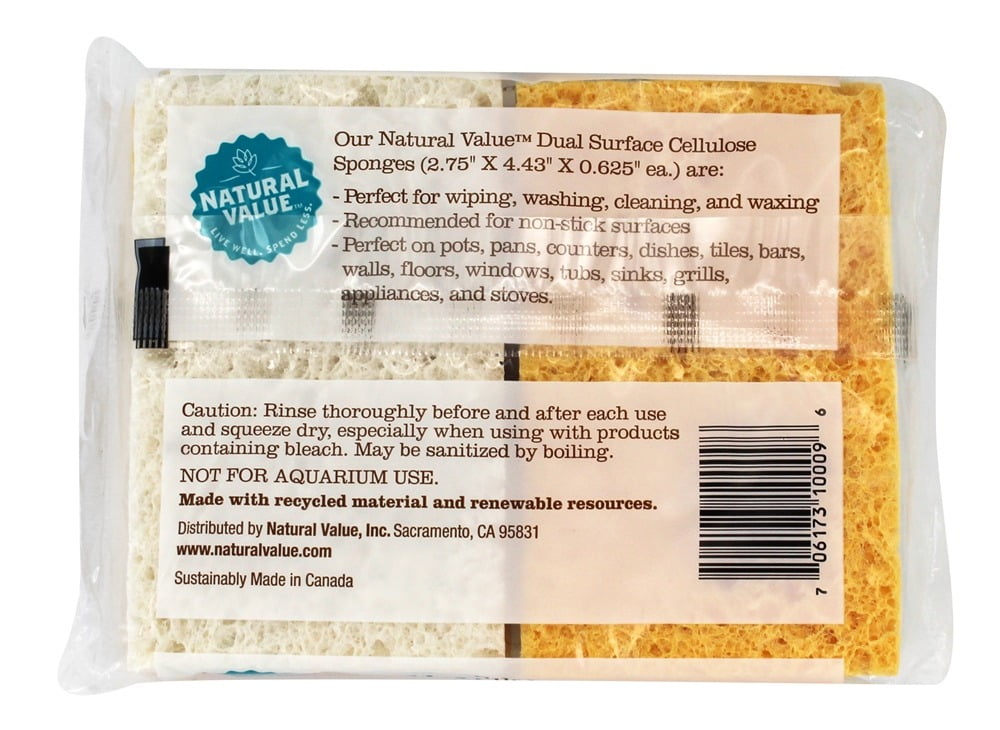 NATURAL
VALUE™
LIVE WELL. SPEND LESS.
Our Natural Value™ Dual Surface Cellulose
Sponges (2.75" X 4.43" X 0.625" ea.) are:
- Perfect for wiping, washing, cleaning, and waxing
- Recommended for non-stick surfaces
- Perfect on pots, pans, counters, dishes, tiles, bars,
walls, floors, windows, tubs, sinks, grills,
appliances, and stoves.
Caution: Rinse thoroughly before and after each use
and squeeze dry, especially when using with products
containing bleach. May be sanitized by boiling.
NOT FOR AQUARIUM USE.
Made with recycled material and renewable resources.
Distributed by Natural Value, Inc. Sacramento, CA 95831
www.naturalvalue.com
Sustainably Made in Canada
7 06173 10009 6